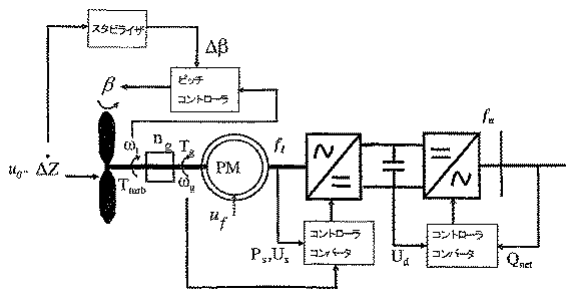 スタビライザ
Δβ
β
ピッチ
コントローラ
n_g
T_g
f_t
f_n
u_0- ΔŻ
T_turb
ω_g
PM
u_f
P_s,U_s
コントローラ
コンバータ
U_d
コントローラ
コンバータ
Q_net